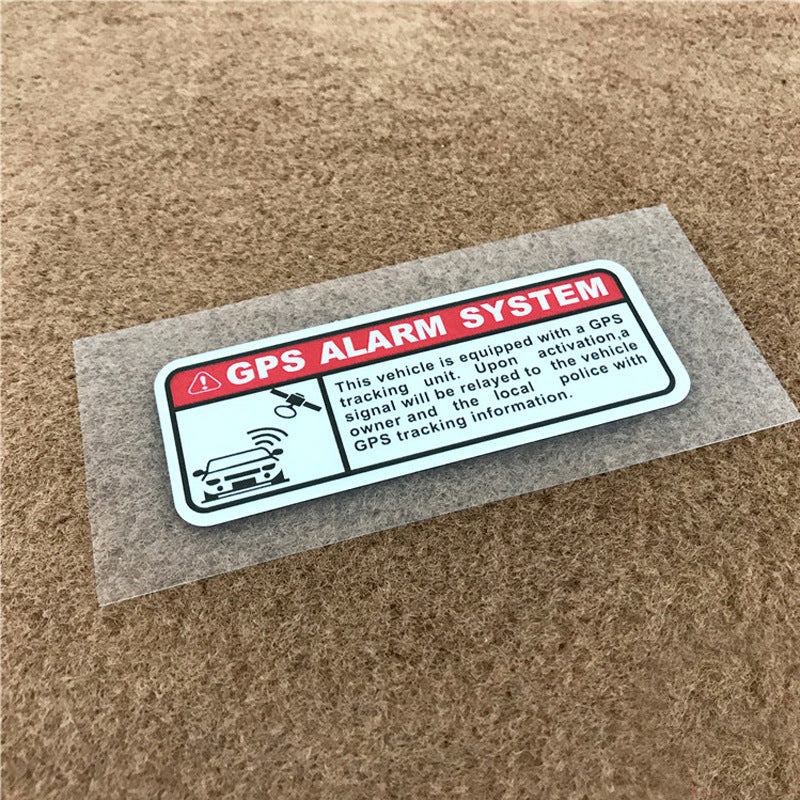 GPS ALARM SYSTEM
This vehicle is equipped with a GPS
tracking unit. Upon activation,a
signal will be relayed to the vehicle
owner and the local police with
GPS tracking information.